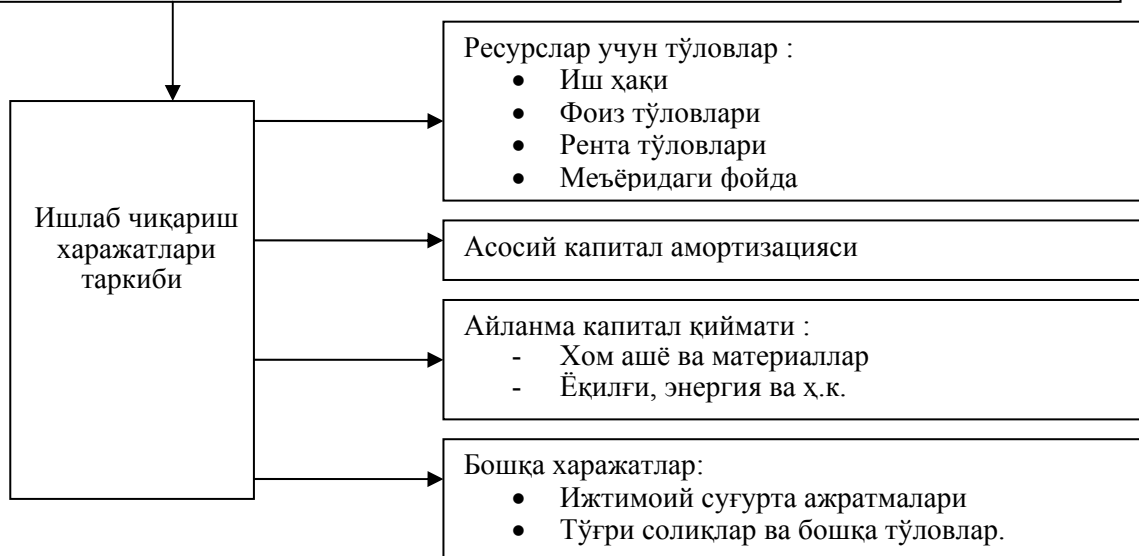 Ресурслар учун тўловлар :
• Иш ҳақи
• Фоиз тўловлари
• Рента тўловлари
• Меъёридаги фойда
Ишлаб чиқариш
харажатлари
таркиби
Асосий капитал амортизацияси
Айланма капитал қиймати :
- Хом ашё ва материаллар
- Ёқилғи, энергия ва ҳ.к.
Бошқа харажатлар:
• Ижтимоий суғурта ажратмалари
• Тўғри солиқлар ва бошқа тўловлар.